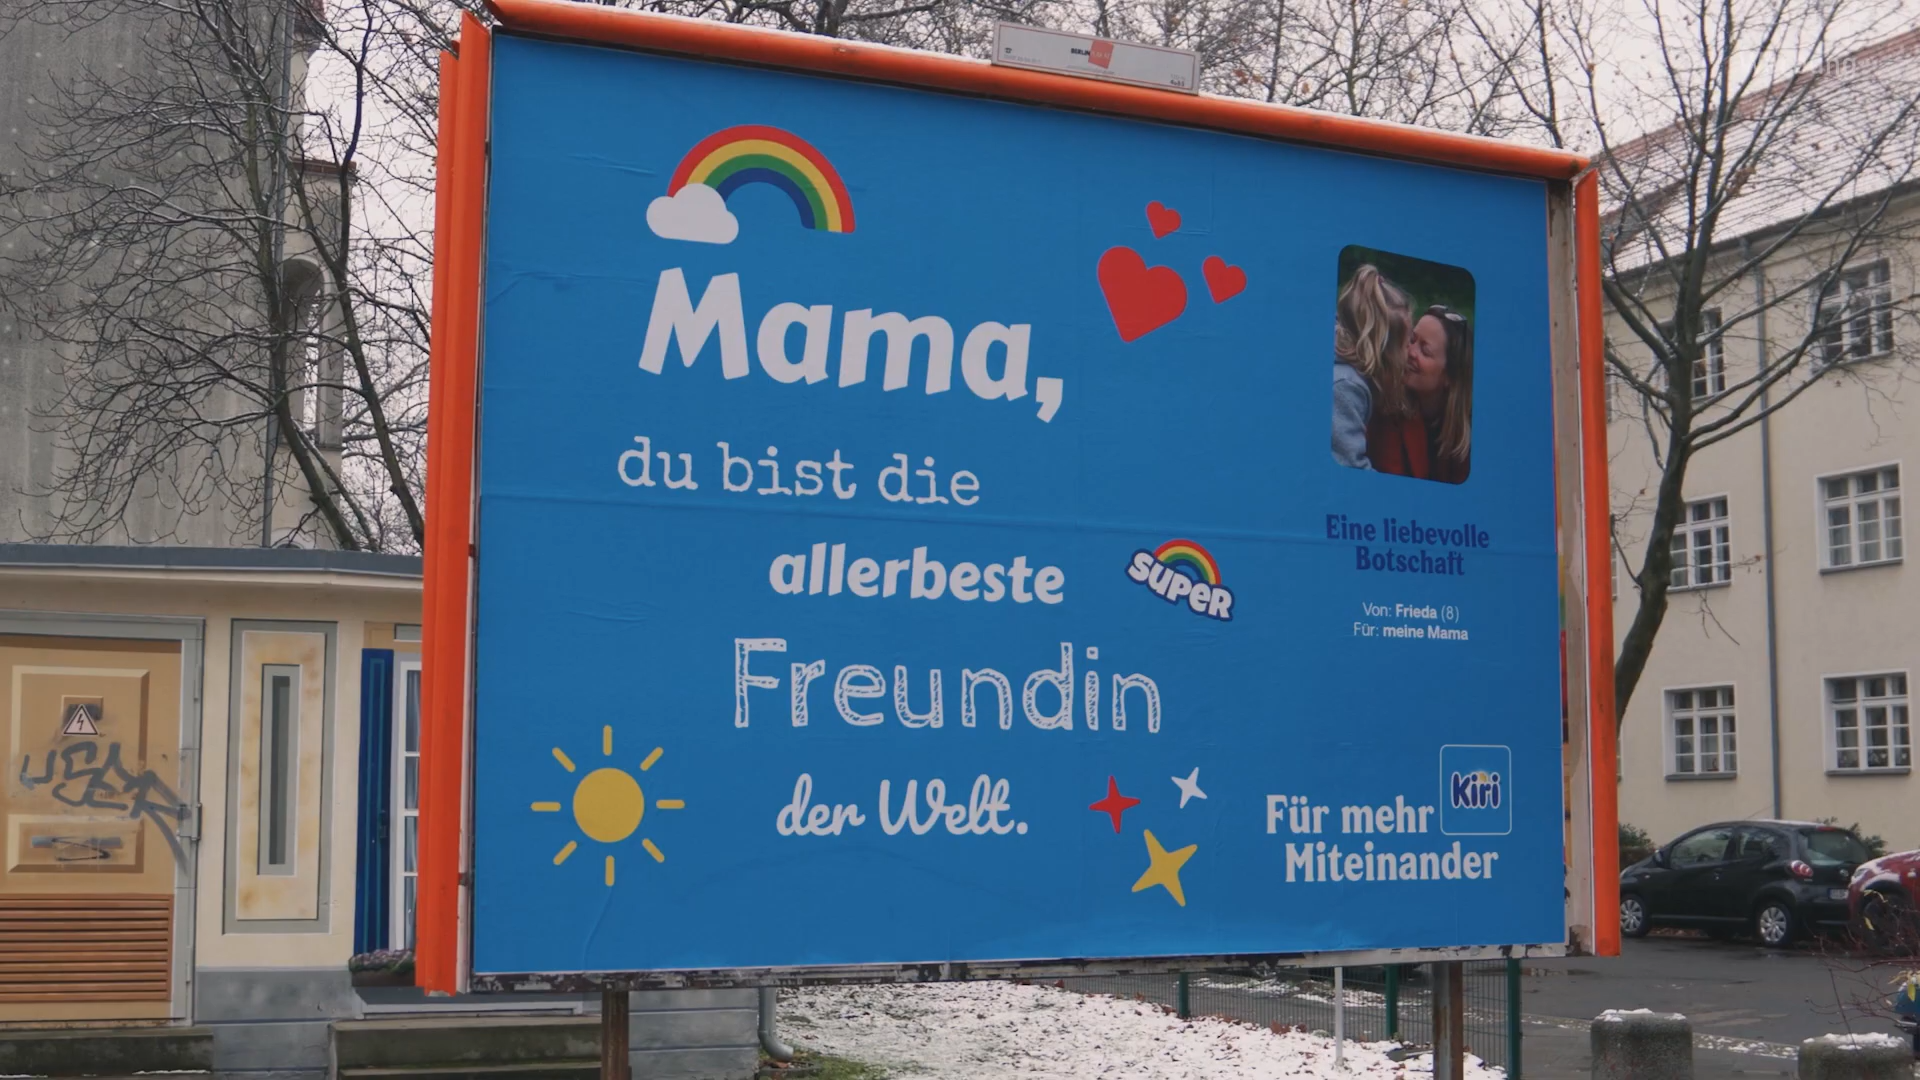 BERLIN
Mama,
du bist die
allerbeste
SUPER
Freundin
der Welt.
Eine liebevolle
Botschaft
Von: Frieda (8)
Für: meine Mama
Für mehr
Kiri
Miteinander